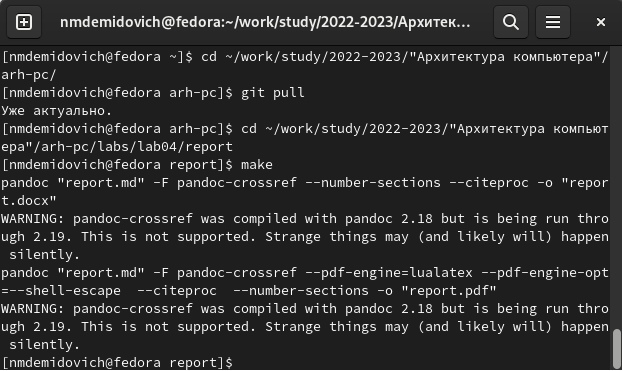 nmdemidovich@fedora:~/work/study/2022-2023/Архитек…
[nmdemidovich@fedora ~]$ cd ~/work/study/2022-2023/"Архитектура компьютера"/
arh-pc/
[nmdemidovich@fedora arh-pc]$ git pull
Уже актуально.
[nmdemidovich@fedora arh-pc]$ cd ~/work/study/2022-2023/"Архитектура компьют
ера"/arh-pc/labs/lab04/report
[nmdemidovich@fedora report]$ make
pandoc "report.md" -F pandoc-crossref --number-sections --citeproc -o "repor
t.docx"
WARNING: pandoc-crossref was compiled with pandoc 2.18 but is being run thro
ugh 2.19. This is not supported. Strange things may (and likely will) happen
 silently.
pandoc "report.md" -F pandoc-crossref --pdf-engine=lualatex --pdf-engine-opt
=--shell-escape  --citeproc  --number-sections -o "report.pdf"
WARNING: pandoc-crossref was compiled with pandoc 2.18 but is being run thro
ugh 2.19. This is not supported. Strange things may (and likely will) happen
 silently.
[nmdemidovich@fedora report]$